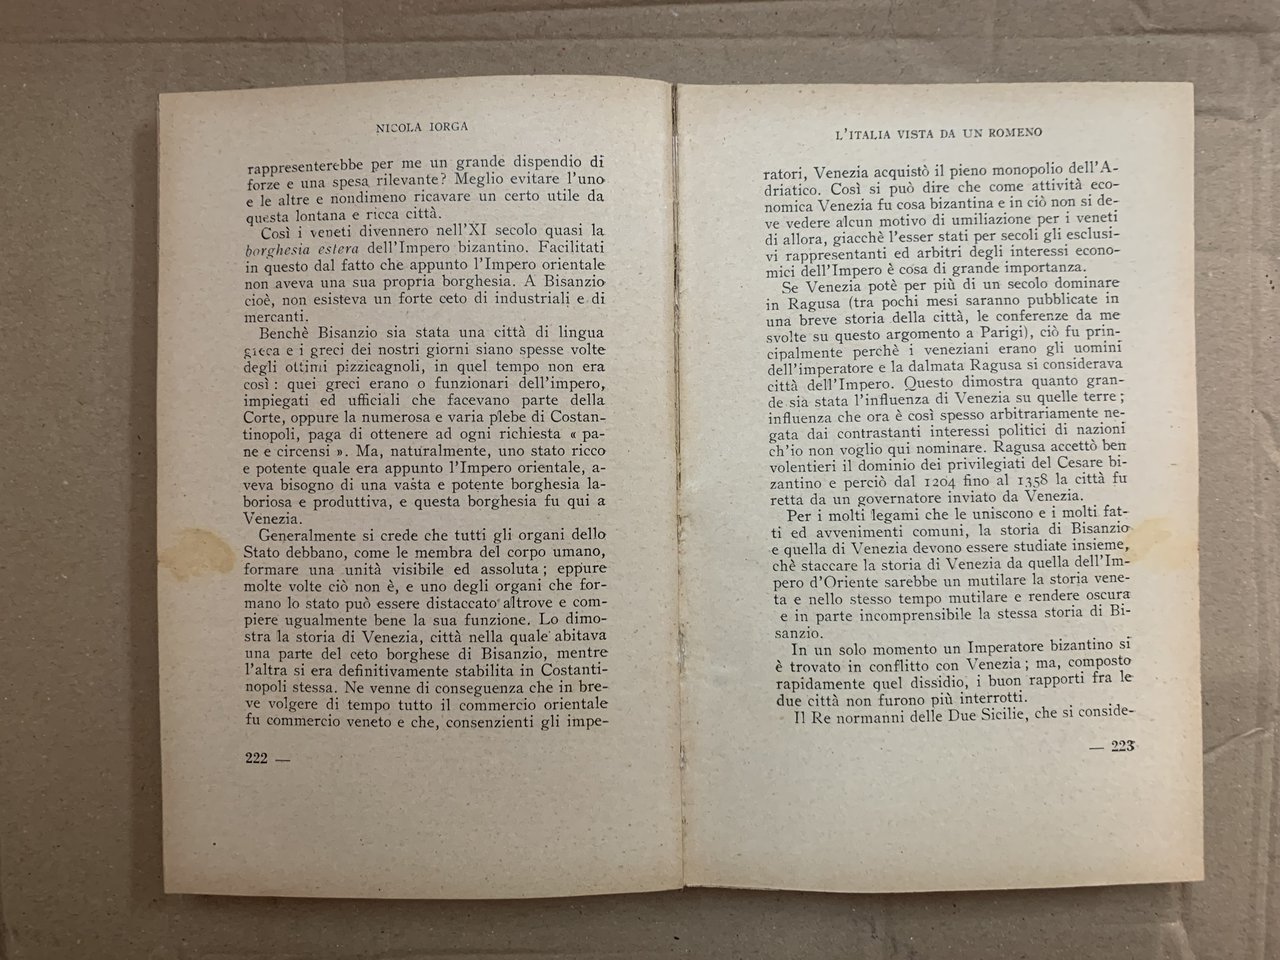 NICOLA IORGA
rappresenterebbe per me un grande dispendio di
forze e una spesa rilevante? Meglio evitare l'uno
e le altre e nondimeno ricavare un certo utile da
questa lontana e ricca città.
Così i veneti divennero nell'XI secolo quasi la
borghesia estera dell'Impero bizantino. Facilitati
in questo dal fatto che appunto l'Impero orientale
non aveva una sua propria borghesia. A Bisanzio
cioè, non esisteva un forte ceto di industriali e di
mercanti.
Benchè Bisanzio sia stata una città di lingua
greca e i greci dei nostri giorni siano spesse volte
degli ottimi pizzicagnoli, in quel tempo non era
così : quei greci erano o funzionari dell'impero,
impiegati ed ufficiali che facevano parte della
Corte, oppure la numerosa e varia plebe di Costan-
tinopoli, paga di ottenere ad ogni richiesta « pa-
ne e circensi ». Ma, naturalmente, uno stato ricco
e potente quale era appunto l'Impero orientale, a-
veva bisogno di una vasta e potente borghesia la-
boriosa e produttiva, e questa borghesia fu qui a
Venezia.
Generalmente si crede che tutti gli organi dello
Stato debbano, come le membra del corpo umano,
formare una unità visibile ed assoluta ; eppure
molte volte ciò non è, e uno degli organi che for-
mano lo stato può essere distaccato altrove e com-
piere ugualmente bene la sua funzione. Lo dimo-
stra la storia di Venezia, città nella quale abitava
una parte del ceto borghese di Bisanzio, mentre
l'altra si era definitivamente stabilita in Costanti-
nopoli stessa. Ne venne di conseguenza che in bre-
ve volgere di tempo tutto il commercio orientale
fu commercio veneto e che, consenzienti gli impe-
222 —
L'ITALIA VISTA DA UN ROMENO
ratori, Venezia acquistò il pieno monopolio dell'A-
driatico. Così si può dire che come attività eco-
nomica Venezia fu cosa bizantina e in ciò non si de-
ve vedere alcun motivo di umiliazione per i veneti
di allora, giacchè l'esser stati per secoli gli esclusi-
vi rappresentanti ed arbitri degli interessi econo-
mici dell'Impero è cosa di grande importanza.
Se Venezia potè per più di un secolo dominare
in Ragusa (tra pochi mesi saranno pubblicate in
una breve storia della città, le conferenze da me
svolte su questo argomento a Parigi), ciò fu prin-
cipalmente perchè i veneziani erano gli uomini
dell'imperatore e la dalmata Ragusa si considerava
città dell'Impero. Questo dimostra quanto gran-
de sia stata l'influenza di Venezia su quelle terre ;
influenza che ora è così spesso arbitrariamente ne-
gata dai contrastanti interessi politici di nazioni
ch'io non voglio qui nominare. Ragusa accettò ben
volentieri il dominio dei privilegiati del Cesare bi-
zantino e perciò dal 1204 fino al 1358 la città fu
retta da un governatore inviato da Venezia.
Per i molti legami che le uniscono e i molti fat-
ti ed avvenimenti comuni, la storia di Bisanzio
e quella di Venezia devono essere studiate insieme,
chè staccare la storia di Venezia da quella dell'Im-
pero d'Oriente sarebbe un mutilare la storia vene-
ta e nello stesso tempo mutilare e rendere oscura
e in parte incomprensibile la stessa storia di Bi-
sanzio.
In un solo momento un Imperatore bizantino si
è trovato in conflitto con Venezia ; ma, composto
rapidamente quel dissidio, i buon rapporti fra le
due città non furono più interrotti.
Il Re normanni delle Due Sicilie, che si conside-
— 223